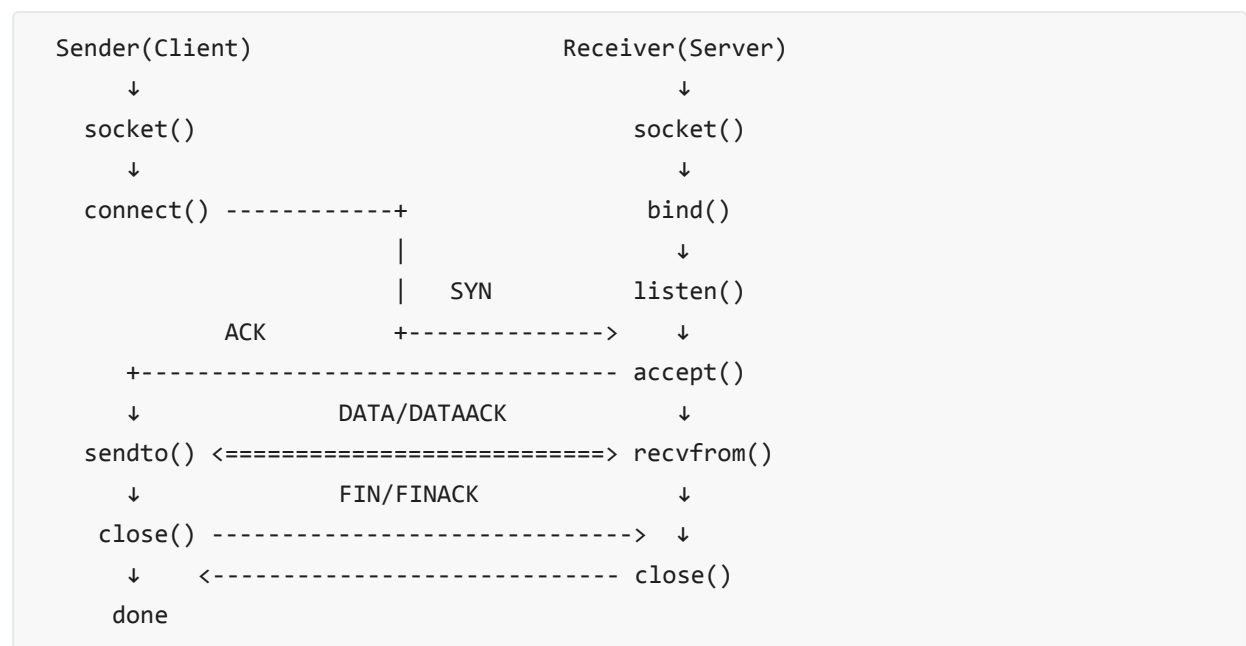 Sender(Client)                      Receiver(Server)
     ↓                                       ↓
  socket()                               socket()
     ↓                                       ↓
  connect() ------------+                 bind()
                        |                   ↓
                        |   SYN          listen()
            ACK         +-------------->    ↓
     +---------------------------------- accept()
     ↓              DATA/DATAACK            ↓
  sendto() <===========================> recvfrom()
     ↓              FIN/FINACK              ↓
   close() ------------------------------>  ↓
     ↓    <------------------------------ close()
    done